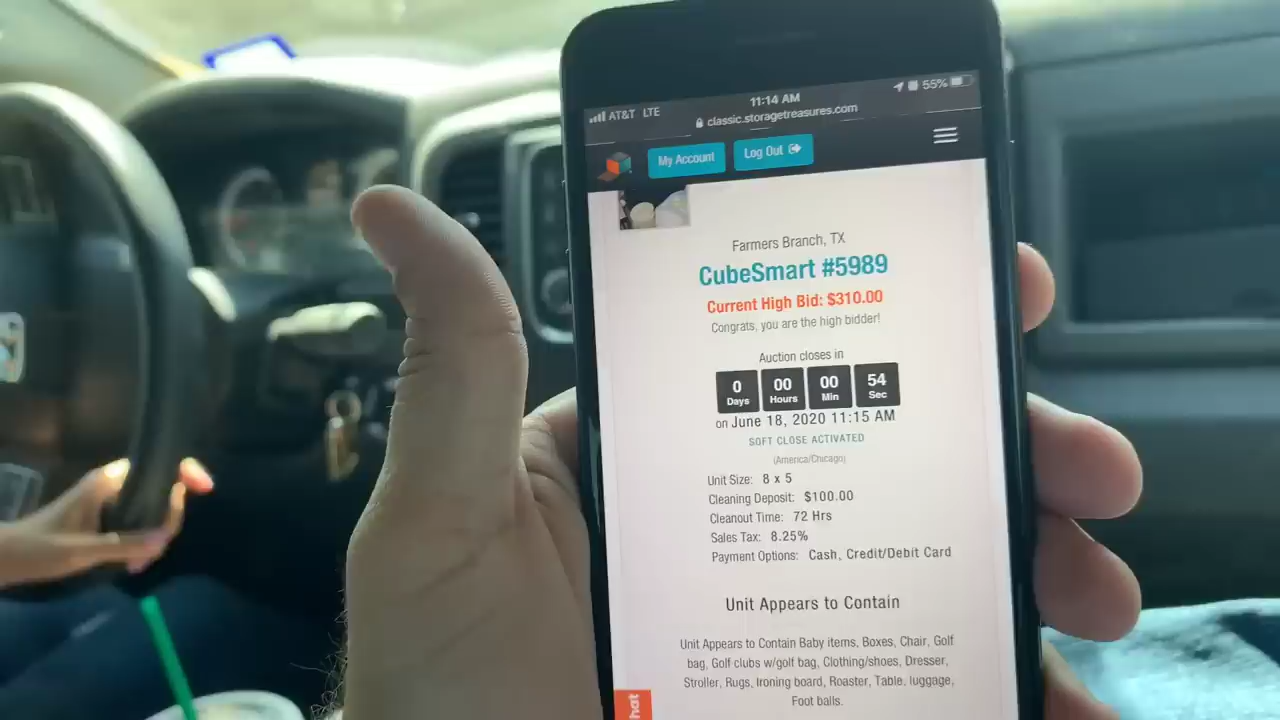 AT&T LTE
11:14 AM
55%
classic.storagetreasures.com
My Account
Log Out
Farmers Branch, TX
CubeSmart #5989
Current High Bid: $310.00
Congrats, you are the high bidder!
Auction closes in
0 00 00 54
Days Hours Min Sec
on June 18, 2020 11:15 AM
SOFT CLOSE ACTIVATED
(America/Chicago)
Unit Size: 8 x 5
Cleaning Deposit: $100.00
Cleanout Time: 72 Hrs
Sales Tax: 8.25%
Payment Options: Cash, Credit/Debit Card
Unit Appears to Contain
Unit Appears to Contain Baby items, Boxes, Chair, Golf
bag, Golf clubs w/golf bag, Clothing/shoes, Dresser,
Stroller, Rugs, Ironing board, Roaster, Table, luggage,
Foot balls.
hat